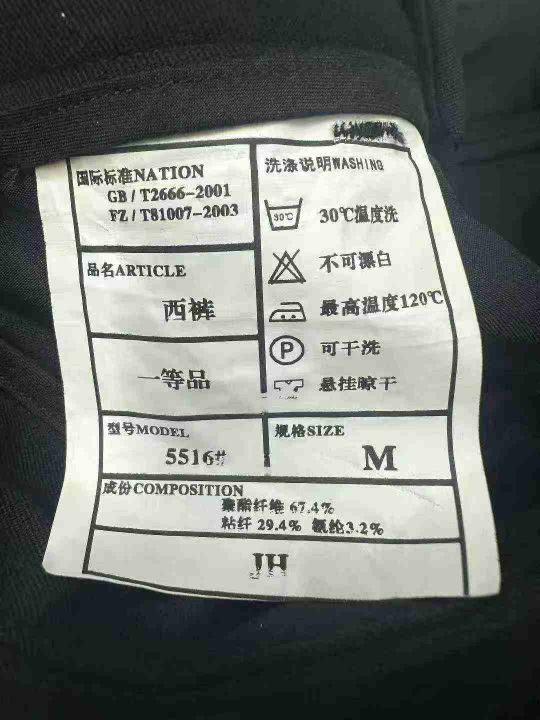 国际标准NATION
GB/T2666-2001
FZ/T81007-2003
品名ARTICLE
西裤
一等品
洗涤说明WASHING
30℃
30℃温度洗
不可漂白
最高温度120℃
P
可干洗
悬挂晾干
型号MODEL
5516#
规格SIZE
M
成份COMPOSITION
聚酯纤维 67.4%
粘纤 29.4% 氨纶3.2%
JH